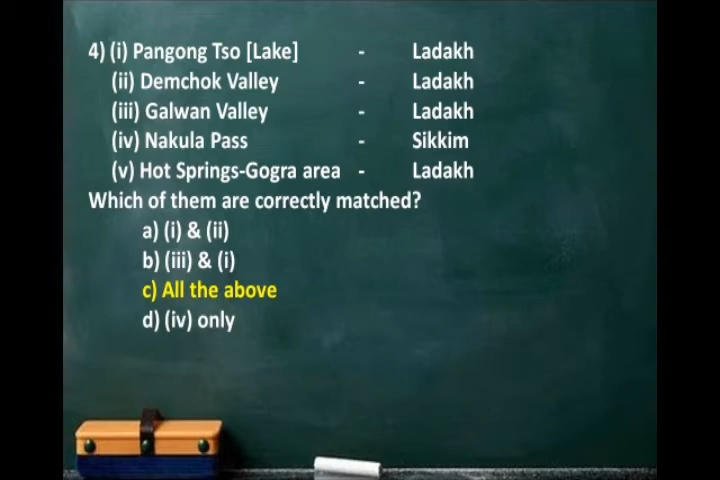 4) (i) Pangong Tso [Lake] - Ladakh
(ii) Demchok Valley - Ladakh
(iii) Galwan Valley - Ladakh
(iv) Nakula Pass - Sikkim
(v) Hot Springs-Gogra area - Ladakh
Which of them are correctly matched?
a) (i) & (ii)
b) (iii) & (i)
c) All the above
d) (iv) only